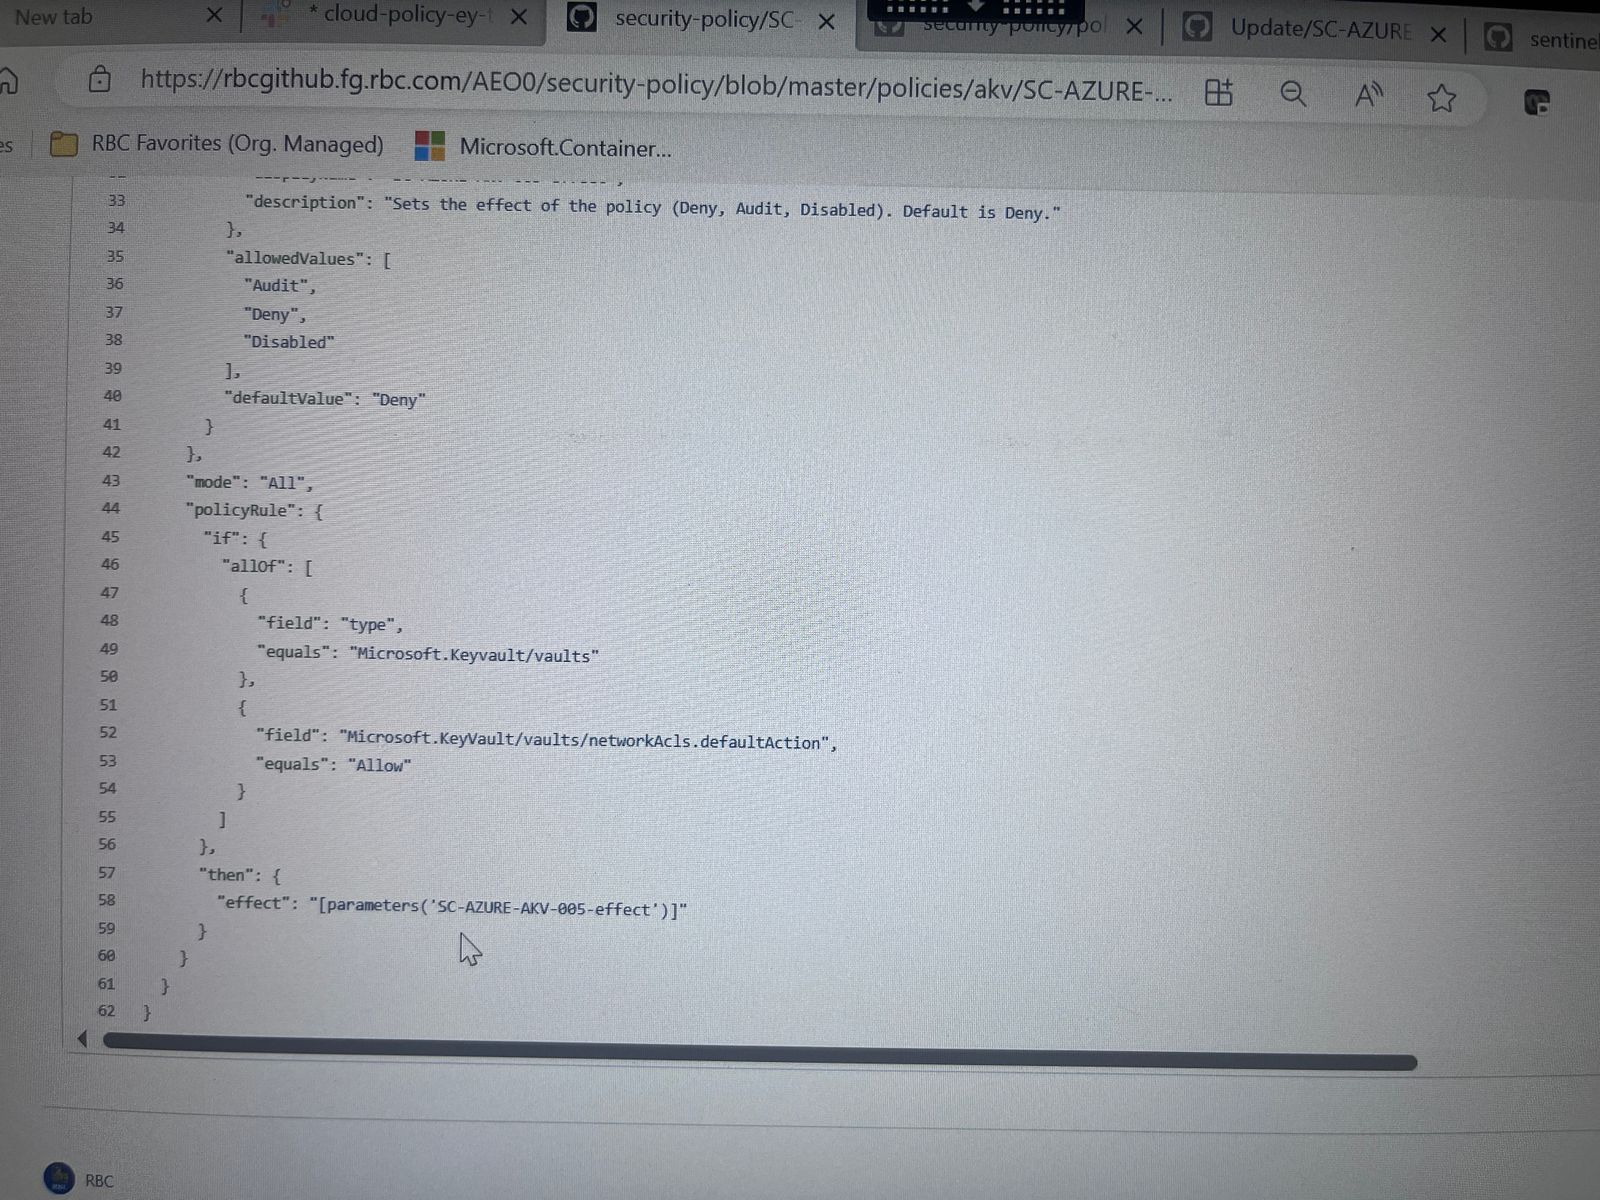 New tab
* cloud-policy-ey-t
security-policy/SC-
security-policy/pol
Update/SC-AZURE
sentinel
https://rbcgithub.fg.rbc.com/AEO0/security-policy/blob/master/policies/akv/SC-AZURE-...
es
RBC Favorites (Org. Managed)
Microsoft.Container...
33 "description": "Sets the effect of the policy (Deny, Audit, Disabled). Default is Deny."
34 },
35 "allowedValues": [
36 "Audit",
37 "Deny",
38 "Disabled"
39 ],
40 "defaultValue": "Deny"
41 }
42 },
43 "mode": "All",
44 "policyRule": {
45 "if": {
46 "allOf": [
47 {
48 "field": "type",
49 "equals": "Microsoft.Keyvault/vaults"
50 },
51 {
52 "field": "Microsoft.KeyVault/vaults/networkAcls.defaultAction",
53 "equals": "Allow"
54 }
55 ]
56 },
57 "then": {
58 "effect": "[parameters('SC-AZURE-AKV-005-effect')]"
59 }
60 }
61 }
62 }
RBC